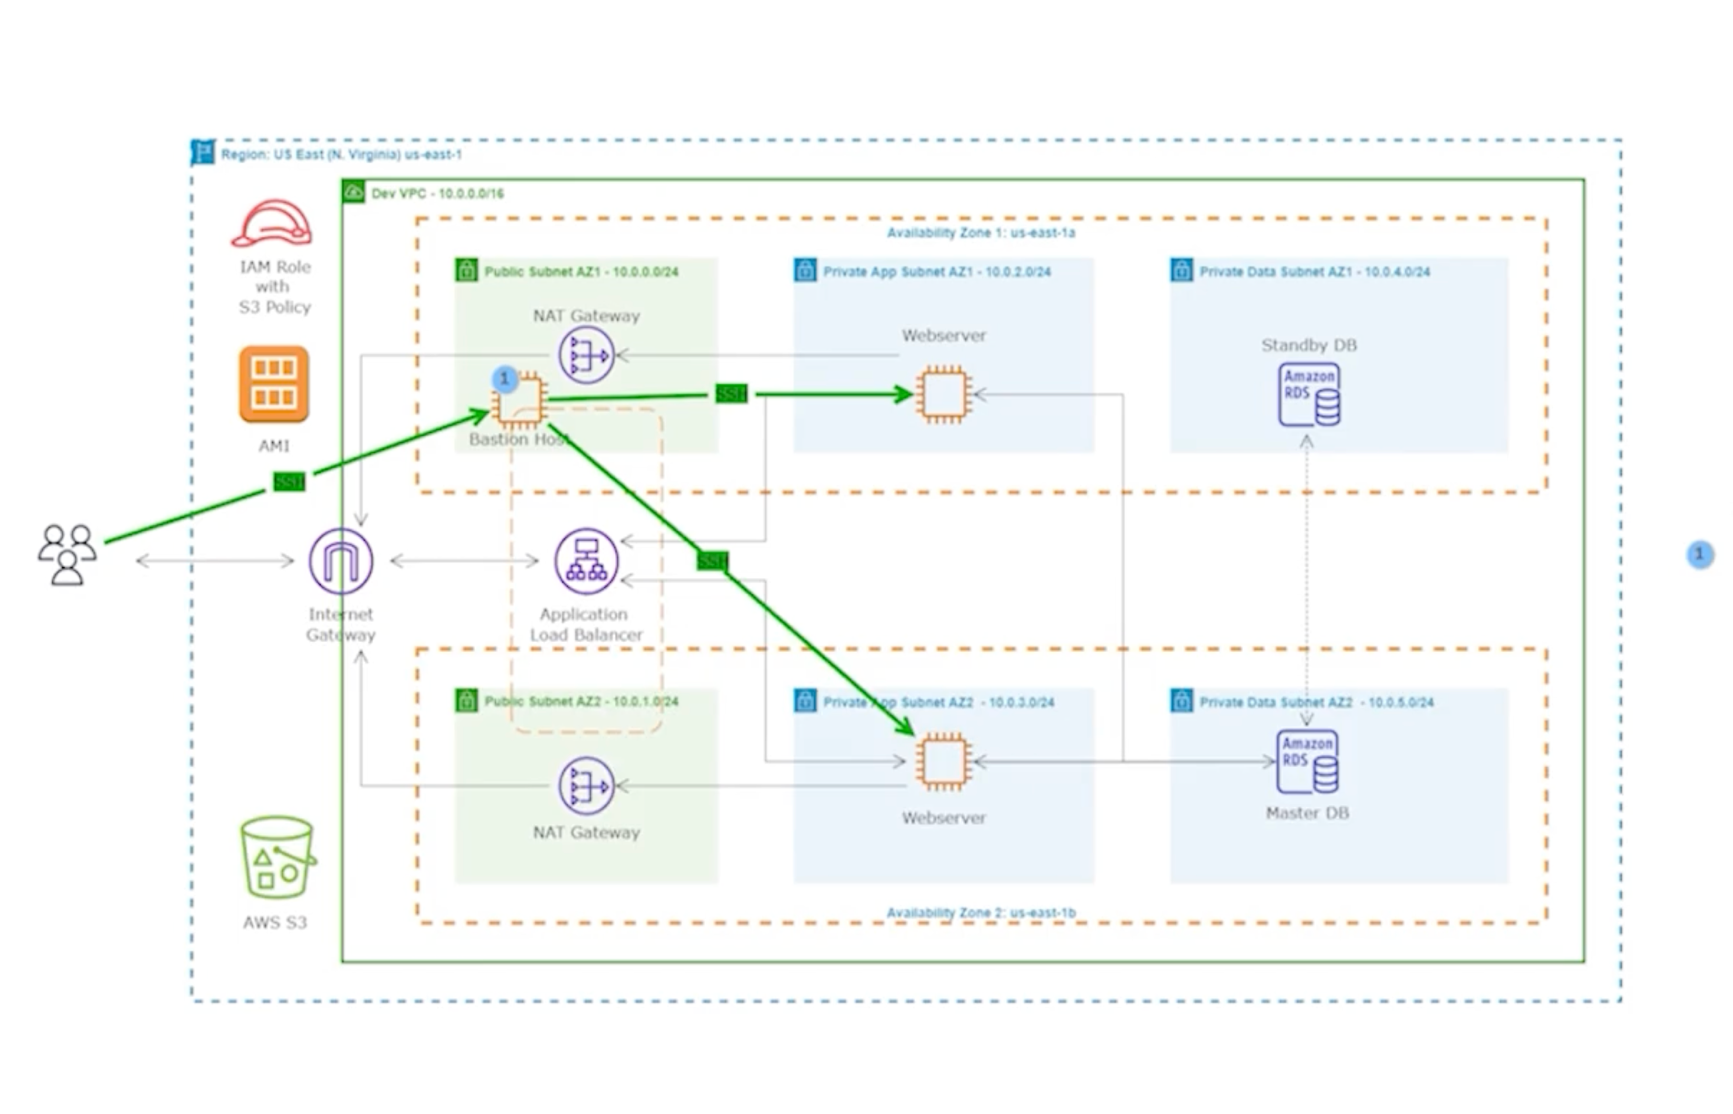 Region: US East (N. Virginia) us-east-1
Dev VPC - 10.0.0.0/16
Availability Zone 1: us-east-1a
IAM Role
with
S3 Policy
AMI
AWS S3
Public Subnet AZ1 - 10.0.0.0/24
NAT Gateway
1
Bastion Host
SSH
SSH
Private App Subnet AZ1 - 10.0.2.0/24
Webserver
Private Data Subnet AZ1 - 10.0.4.0/24
Standby DB
Amazon
RDS
Internet
Gateway
Application
Load Balancer
SSH
1
Public Subnet AZ2 - 10.0.1.0/24
NAT Gateway
Private App Subnet AZ2 - 10.0.3.0/24
Webserver
Private Data Subnet AZ2 - 10.0.5.0/24
Amazon
RDS
Master DB
Availability Zone 2: us-east-1b